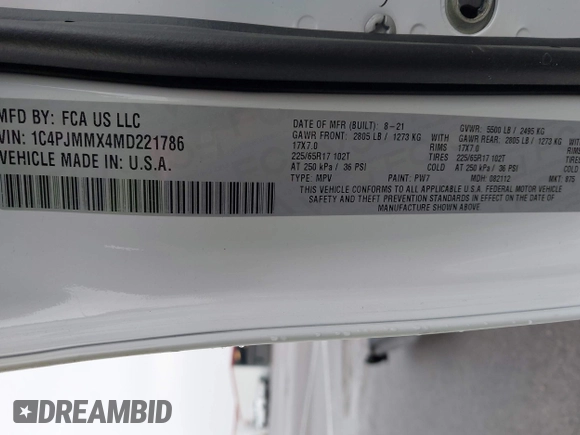 MFD BY: FCA US LLC
VIN: 1C4PJMMX4MD221786
VEHICLE MADE IN: U.S.A.
DATE OF MFR (BUILT): 8-21 GVWR: 5500 LB / 2495 KG
GAWR FRONT: 2805 LB / 1273 KG GAWR REAR: 2805 LB / 1273 KG
17X7.0 RIMS 17X7.0 RIMS
225/65R17 102T TIRES 225/65R17 102T TIRES
AT 250 kPa / 36 PSI COLD AT 250 kPa / 36 PSI COLD
TYPE: MPV PAINT: PW7 MDH: 082112 MKT: 875
THIS VEHICLE CONFORMS TO ALL APPLICABLE U.S.A. FEDERAL MOTOR VEHICLE
SAFETY AND THEFT PREVENTION STANDARDS IN EFFECT ON THE DATE OF
MANUFACTURE SHOWN ABOVE.
DREAMBID